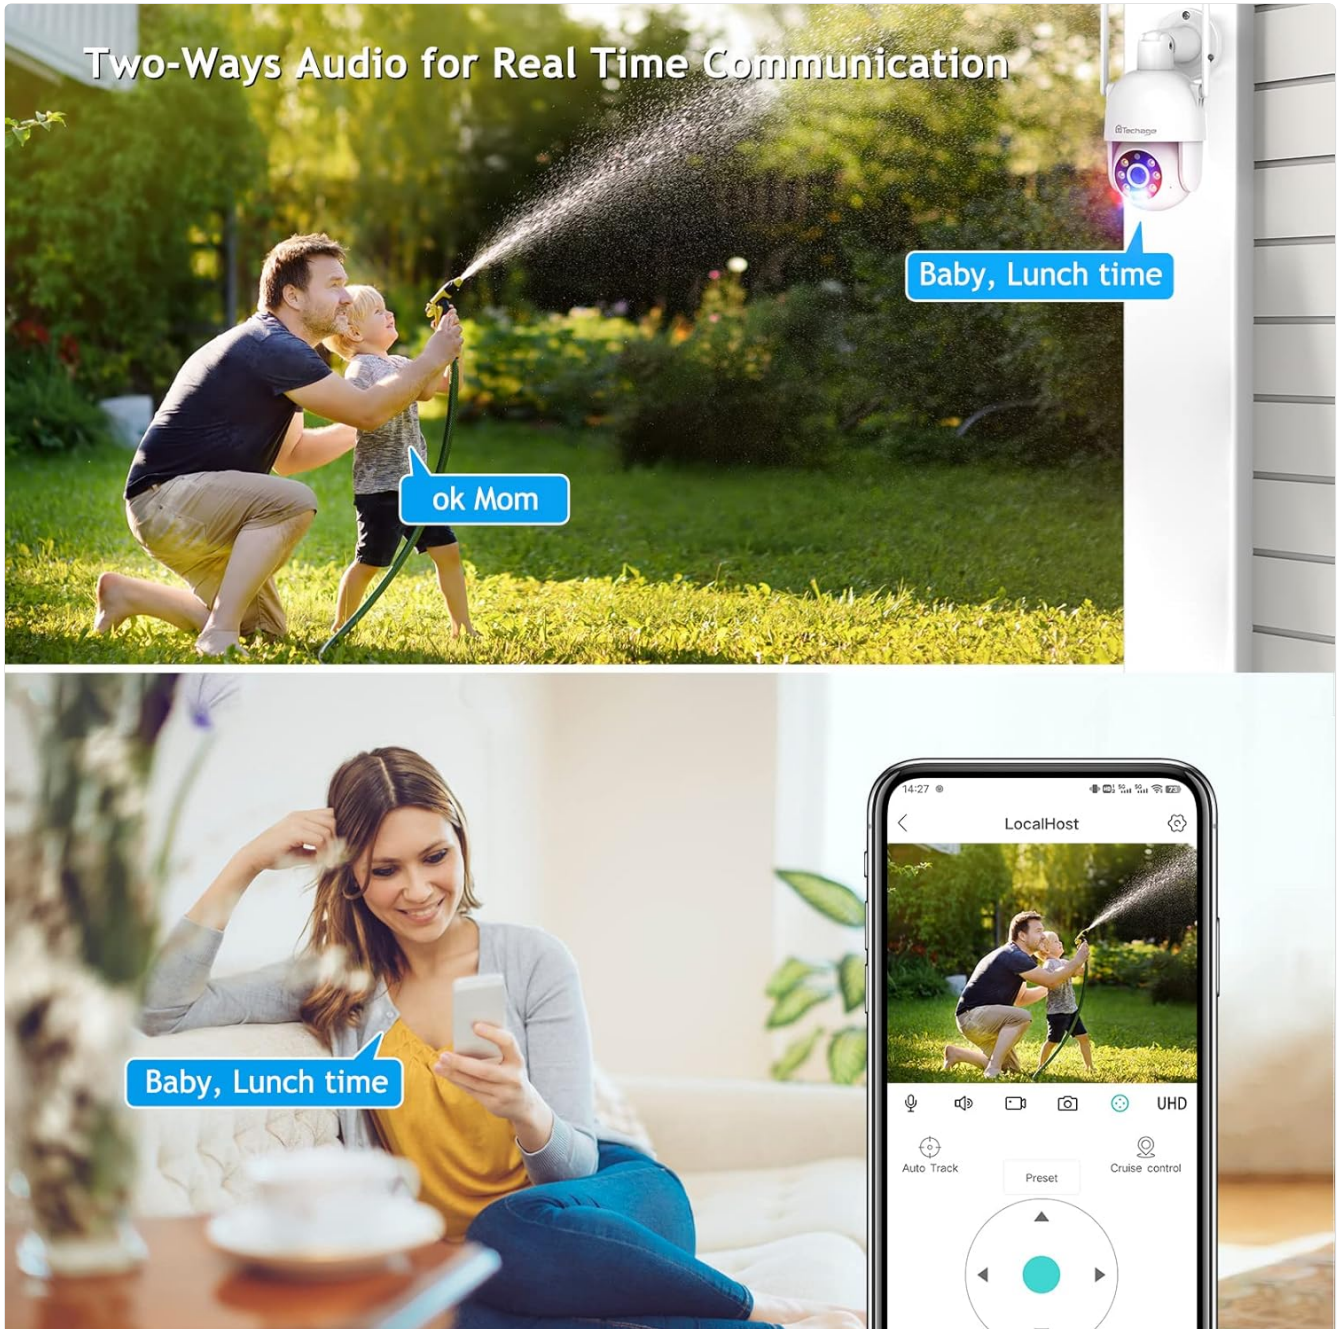 Two-Ways Audio for Real Time Communication
Techage
Baby, Lunch time
ok Mom
14:27
LocalHost
Baby, Lunch time
UHD
Auto Track
Cruise control
Preset